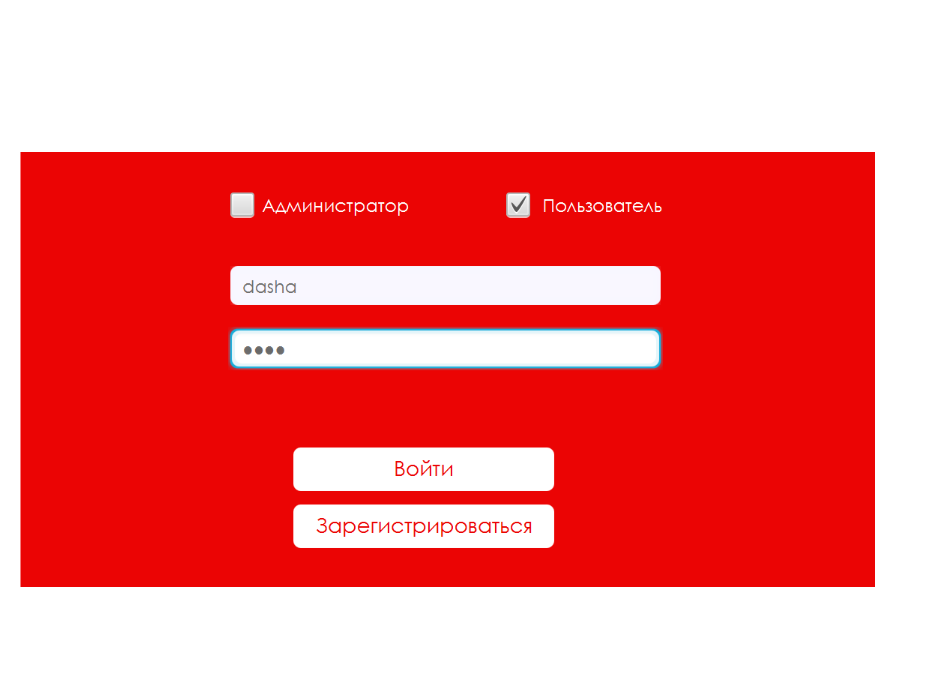 Администратор Пользователь
dasha
••••
Войти
Зарегистрироваться